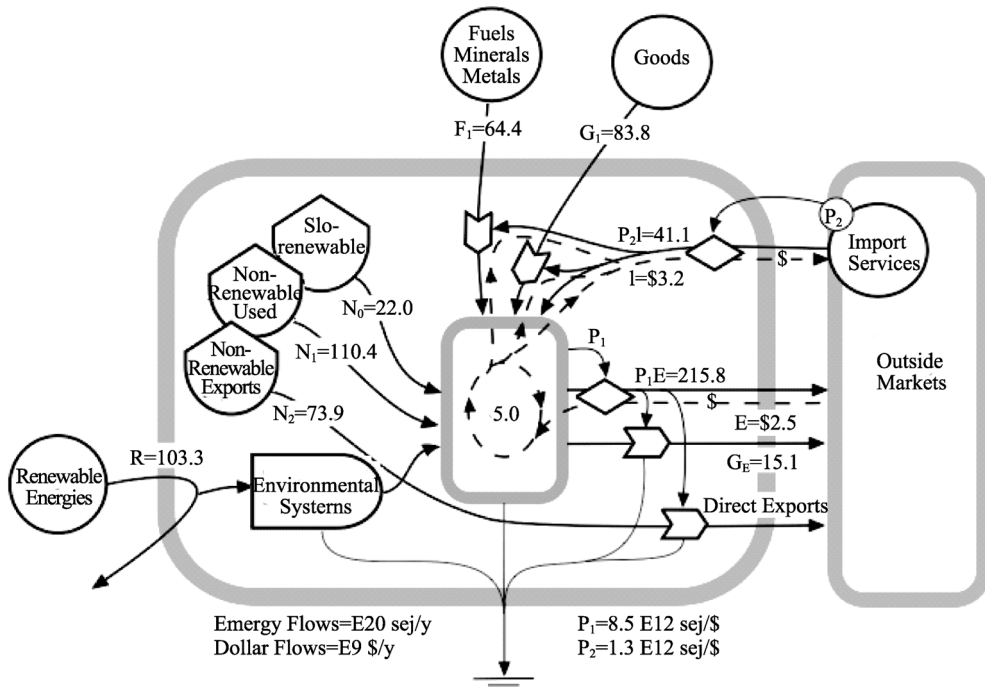 Fuels
Minerals
Metals
Goods
F₁=64.4
G₁=83.8
Slo-
renewable
P₂
P₂I=41.1
Import
Services
$
I=$3.2
Non-
Renewable
Used
N₀=22.0
Non-
Renewable
Exports
N₁=110.4
P₁
Outside
Markets
P₁E=215.8
$
5.0
N₂=73.9
E=$2.5
R=103.3
G_E=15.1
Renewable
Energies
Environmental
Systerns
Direct Exports
Emergy Flows=E20 sej/y
Dollar Flows=E9 $/y
P₁=8.5 E12 sej/$
P₂=1.3 E12 sej/$